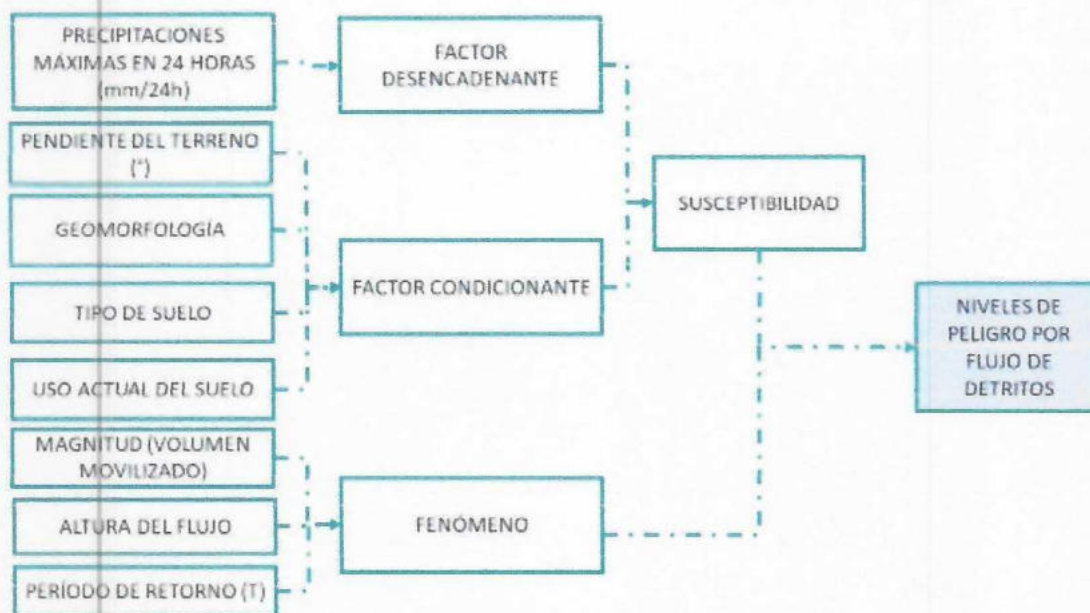 PRECIPITACIONES
MÁXIMAS EN 24 HORAS
(mm/24h)
PENDIENTE DEL TERRENO
(°)
GEOMORFOLOGÍA
TIPO DE SUELO
USO ACTUAL DEL SUELO
MAGNITUD (VOLUMEN
MOVILIZADO)
ALTURA DEL FLUJO
PERÍODO DE RETORNO (T)
FACTOR
DESENCADENANTE
FACTOR CONDICIONANTE
FENÓMENO
SUSCEPTIBILIDAD
NIVELES DE
PELIGRO POR
FLUJO DE
DETRITOS